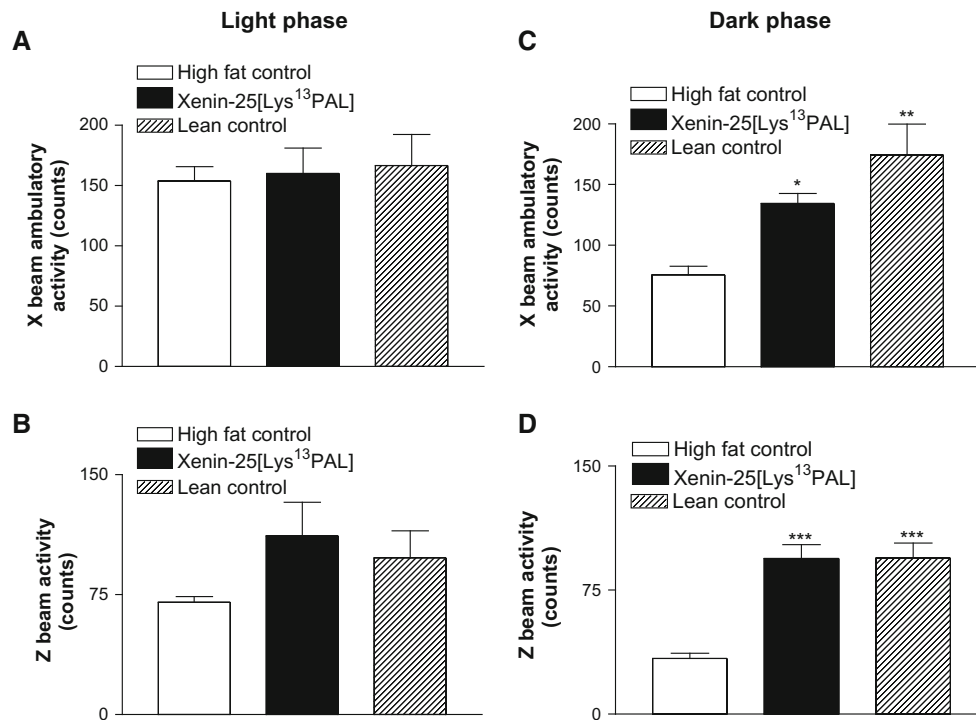 Light phase
A
High fat control
Xenin-25[Lys¹³PAL]
Lean control
X beam ambulatory
activity (counts)
200
150
100
50
0
B
High fat control
Xenin-25[Lys¹³PAL]
Lean control
Z beam activity
(counts)
150
75
0
Dark phase
C
High fat control
Xenin-25[Lys¹³PAL]
Lean control
X beam ambulatory
activity (counts)
200
150
100
50
0
*
**
D
High fat control
Xenin-25[Lys¹³PAL]
Lean control
Z beam activity
(counts)
150
75
0
***
***